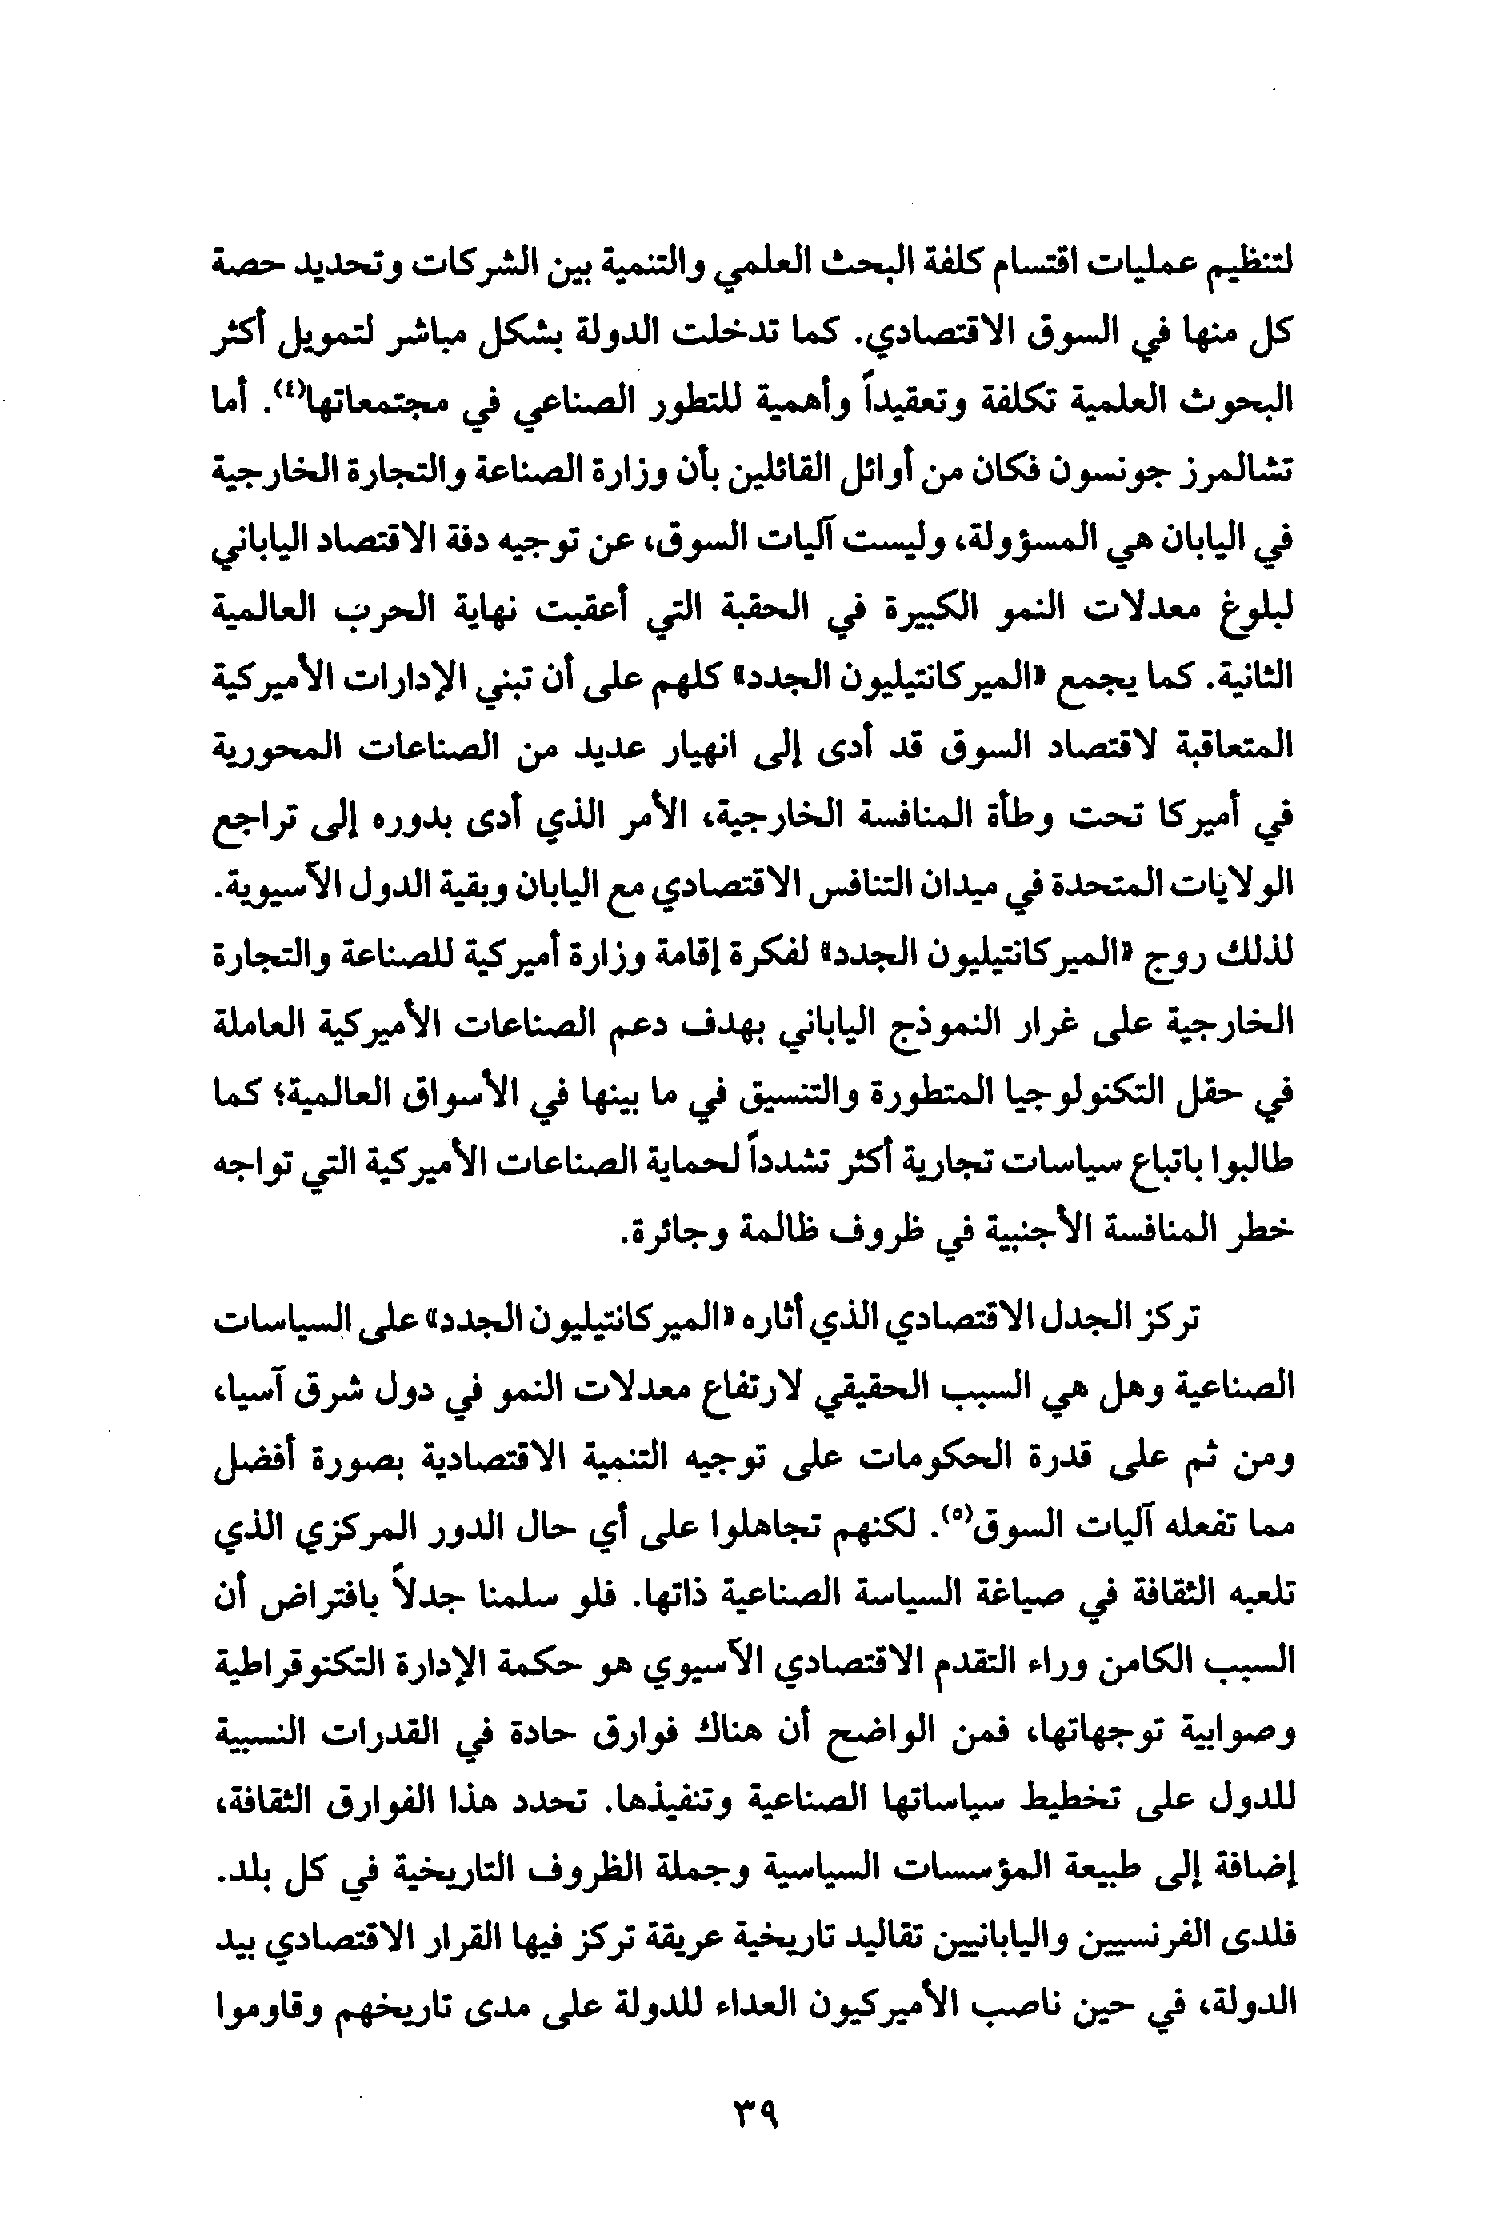 لتنظيم عمليات اقتسام كلفة البحث العلمي والتنمية بين الشركات وتحديد حصة
كل منها في السوق الاقتصادي. كما تدخلت الدولة بشكل مباشر لتمويل أكثر
البحوث العلمية تكلفة وتعقيداً وأهمية للتطور الصناعي في مجتمعاتها(٤). أما
تشالمرز جونسون فكان من أوائل القائلين بأن وزارة الصناعة والتجارة الخارجية
في اليابان هي المسؤولة، وليست آليات السوق، عن توجيه دفة الاقتصاد الياباني
لبلوغ معدلات النمو الكبيرة في الحقبة التي أعقبت نهاية الحرب العالمية
الثانية. كما يجمع «الميركانتيليون الجدد» كلهم على أن تبني الإدارات الأميركية
المتعاقبة لاقتصاد السوق قد أدى إلى انهيار عديد من الصناعات المحورية
في أميركا تحت وطأة المنافسة الخارجية، الأمر الذي أدى بدوره إلى تراجع
الولايات المتحدة في ميدان التنافس الاقتصادي مع اليابان وبقية الدول الآسيوية.
لذلك روج «الميركانتيليون الجدد» لفكرة إقامة وزارة أميركية للصناعة والتجارة
الخارجية على غرار النموذج الياباني بهدف دعم الصناعات الأميركية العاملة
في حقل التكنولوجيا المتطورة والتنسيق في ما بينها في الأسواق العالمية؛ كما
طالبوا باتباع سياسات تجارية أكثر تشدداً لحماية الصناعات الأميركية التي تواجه
خطر المنافسة الأجنبية في ظروف ظالمة وجائرة.
تركز الجدل الاقتصادي الذي أثاره «الميركانتيليون الجدد» على السياسات
الصناعية وهل هي السبب الحقيقي لارتفاع معدلات النمو في دول شرق آسيا،
ومن ثم على قدرة الحكومات على توجيه التنمية الاقتصادية بصورة أفضل
مما تفعله آليات السوق(٥). لكنهم تجاهلوا على أي حال الدور المركزي الذي
تلعبه الثقافة في صياغة السياسة الصناعية ذاتها. فلو سلمنا جدلاً بافتراض أن
السبب الكامن وراء التقدم الاقتصادي الآسيوي هو حكمة الإدارة التكنوقراطية
وصوابية توجهاتها، فمن الواضح أن هناك فوارق حادة في القدرات النسبية
للدول على تخطيط سياساتها الصناعية وتنفيذها. تحدد هذا الفوارق الثقافة،
إضافة إلى طبيعة المؤسسات السياسية وجملة الظروف التاريخية في كل بلد.
فلدى الفرنسيين واليابانيين تقاليد تاريخية عريقة تركز فيها القرار الاقتصادي بيد
الدولة، في حين ناصب الأميركيون العداء للدولة على مدى تاريخهم وقاوموا
٣٩